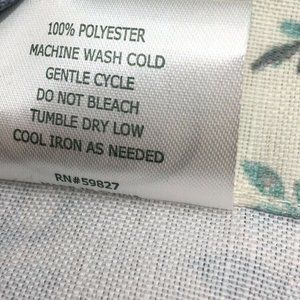 100% POLYESTER
MACHINE WASH COLD
GENTLE CYCLE
DO NOT BLEACH
TUMBLE DRY LOW
COOL IRON AS NEEDED
RN#59827